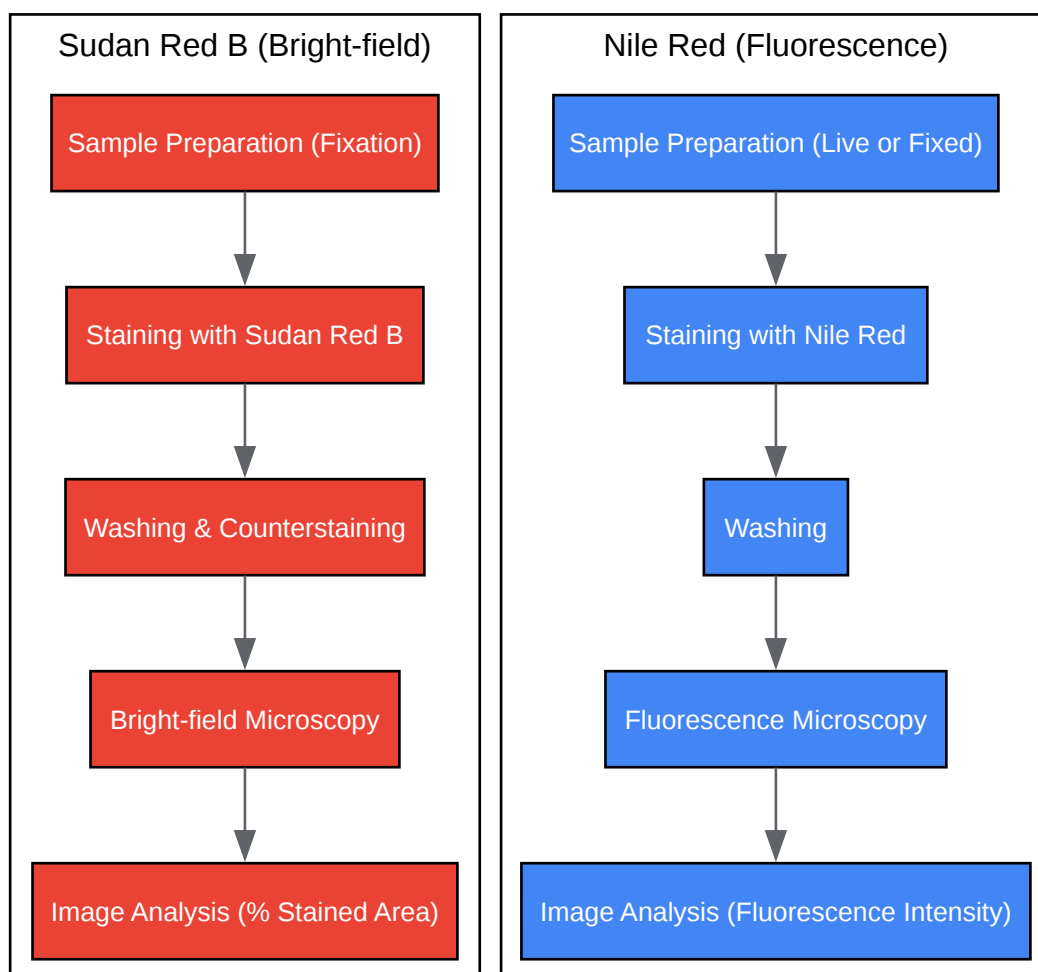 Sudan Red B (Bright-field)
Sample Preparation (Fixation)
Staining with Sudan Red B
Washing & Counterstaining
Bright-field Microscopy
Image Analysis (% Stained Area)
Nile Red (Fluorescence)
Sample Preparation (Live or Fixed)
Staining with Nile Red
Washing
Fluorescence Microscopy
Image Analysis (Fluorescence Intensity)